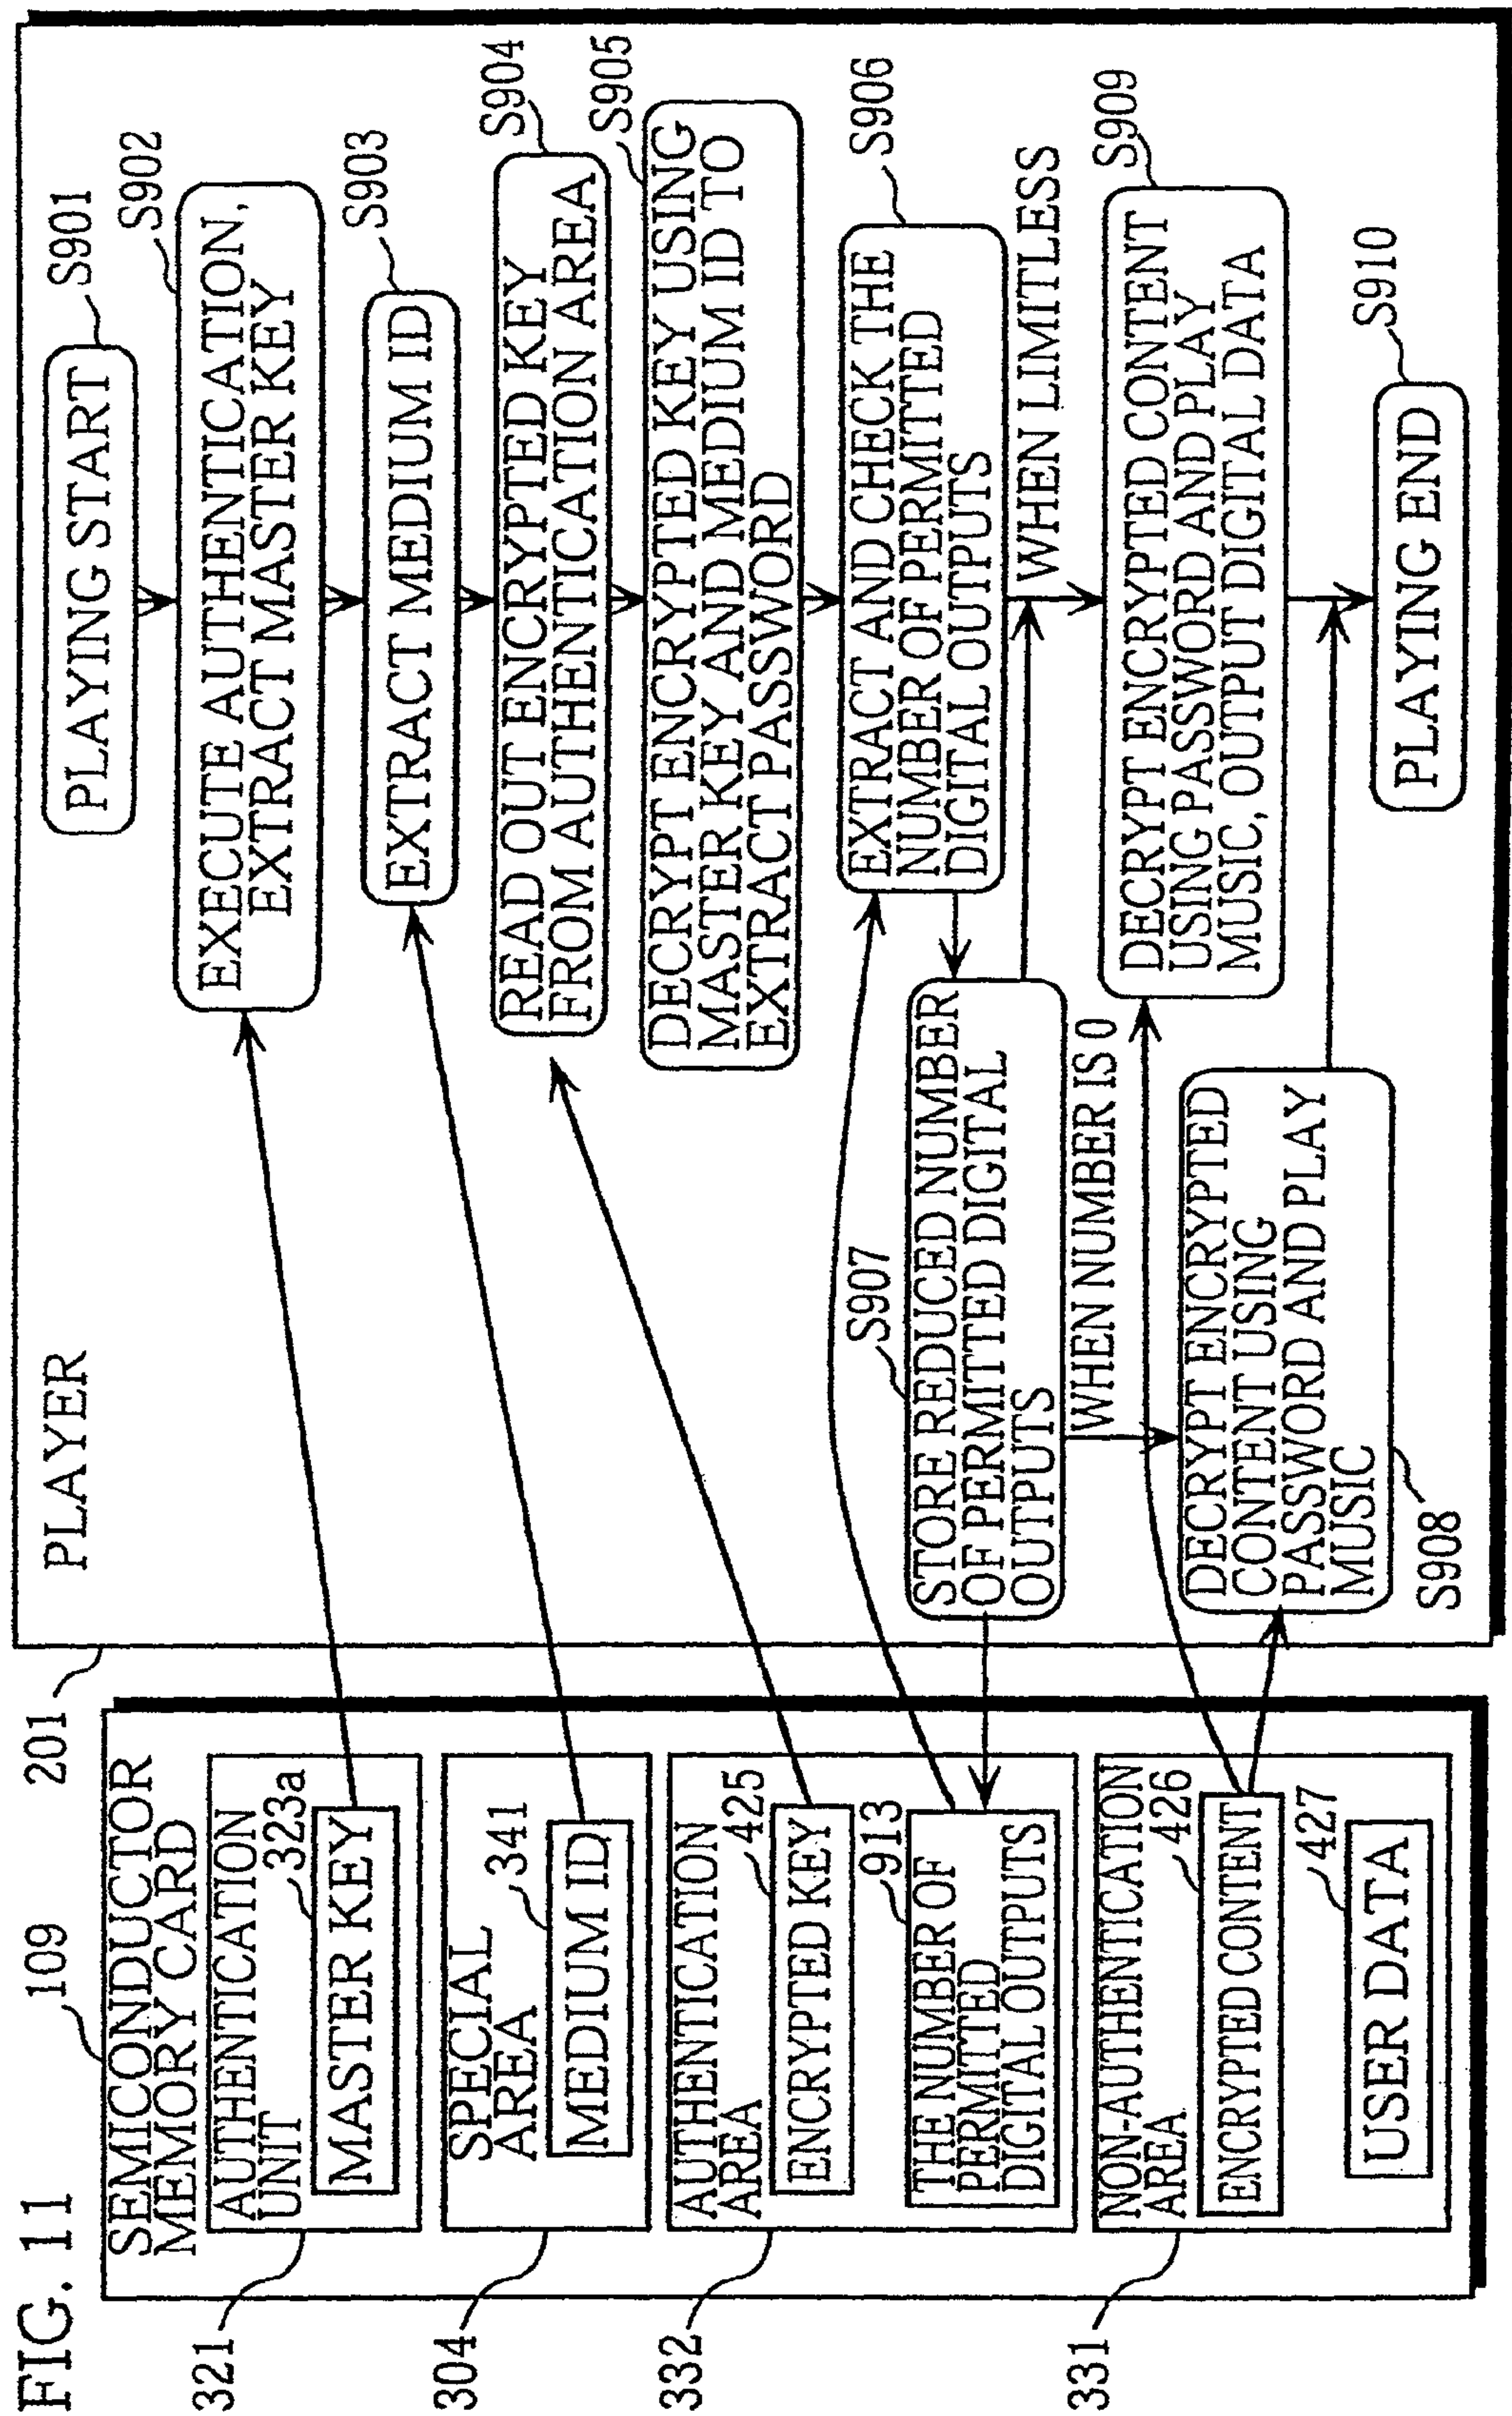 FIG. 11
109
SEMICONDUCTOR
MEMORY CARD
321
AUTHENTICATION
UNIT
323a
MASTER KEY
304
SPECIAL
AREA
341
MEDIUM ID
332
AUTHENTICATION
AREA
425
ENCRYPTED KEY
913
THE NUMBER OF
PERMITTED
DIGITAL OUTPUTS
331
NON-AUTHENTICATION
AREA
426
ENCRYPTED CONTENT
427
USER DATA
201
PLAYER
PLAYING START
S901
EXECUTE AUTHENTICATION,
EXTRACT MASTER KEY
S902
EXTRACT MEDIUM ID
S903
READ OUT ENCRYPTED KEY
FROM AUTHENTICATION AREA
S904
DECRYPT ENCRYPTED KEY USING
MASTER KEY AND MEDIUM ID TO
EXTRACT PASSWORD
S905
EXTRACT AND CHECK THE
NUMBER OF PERMITTED
DIGITAL OUTPUTS
S906
S907
STORE REDUCED NUMBER
OF PERMITTED DIGITAL
OUTPUTS
WHEN LIMITLESS
WHEN NUMBER IS 0
DECRYPT ENCRYPTED
CONTENT USING
PASSWORD AND PLAY
MUSIC
S908
DECRYPT ENCRYPTED CONTENT
USING PASSWORD AND PLAY
MUSIC, OUTPUT DIGITAL DATA
S909
PLAYING END
S910